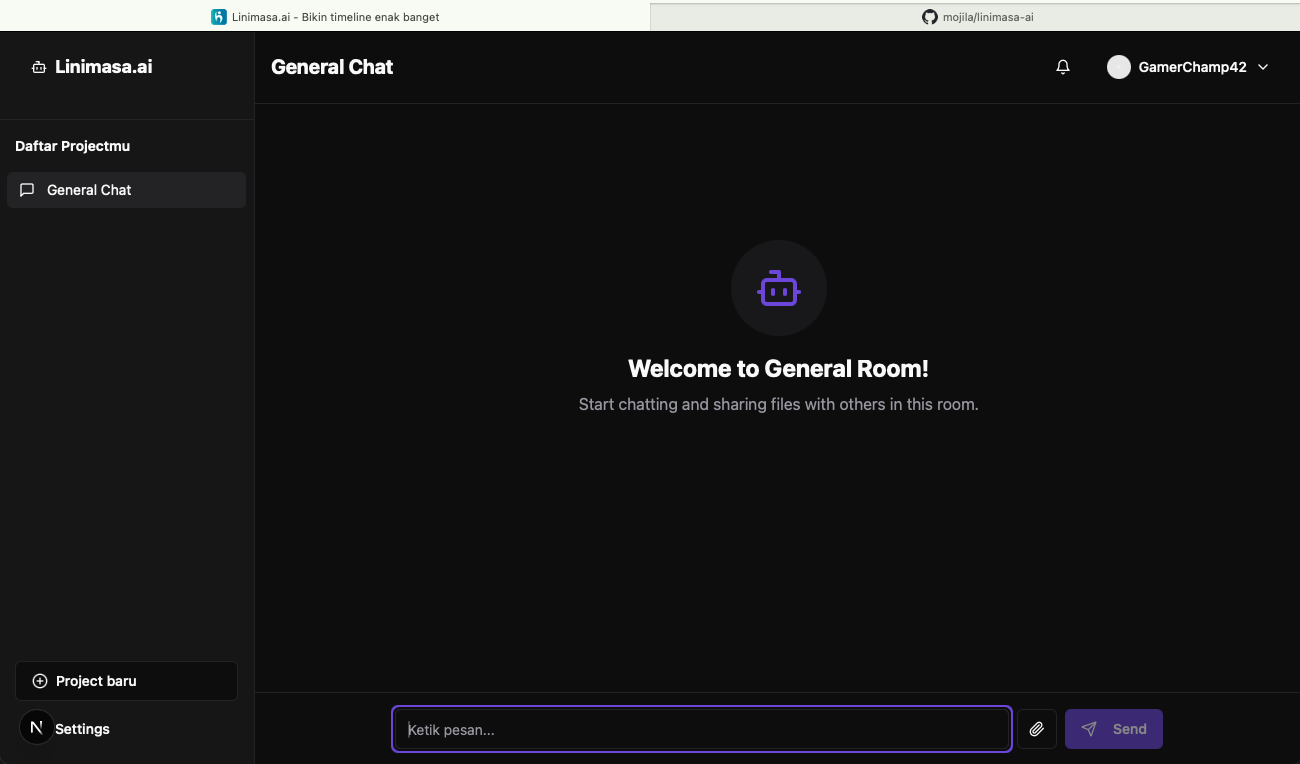 Linimasa.ai - Bikin timeline enak banget
mojila/linimasa-ai
Linimasa.ai
General Chat
GamerChamp42
Daftar Projectmu
General Chat
Welcome to General Room!
Start chatting and sharing files with others in this room.
Project baru
N
Settings
Ketik pesan...
Send